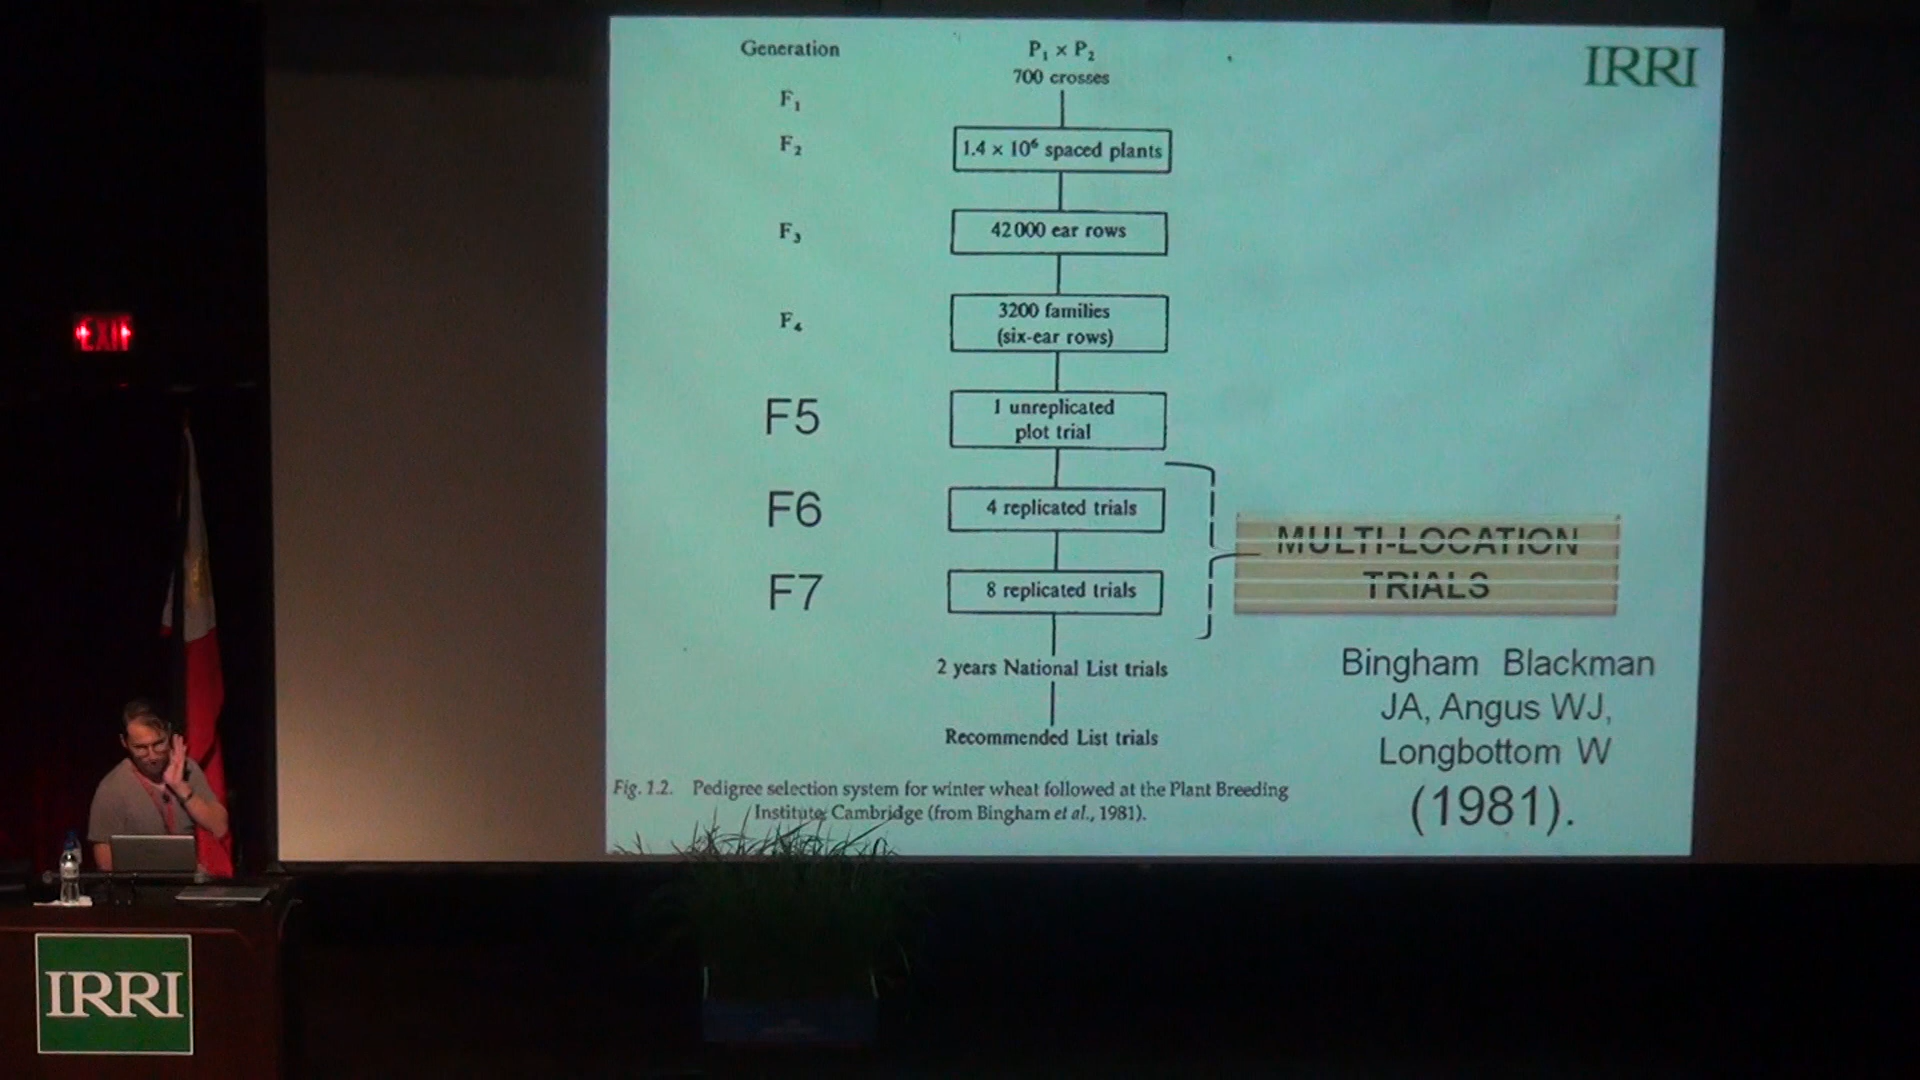 Generation
P₁ × P₂
700 crosses
IRRI
F₁
F₂
1.4 × 10⁶ spaced plants
F₃
42000 ear rows
F₄
3200 families
(six-ear rows)
F5
1 unreplicated
plot trial
F6
4 replicated trials
F7
8 replicated trials
MULTI-LOCATION
TRIALS
2 years National List trials
Recommended List trials
Bingham Blackman
JA, Angus WJ,
Longbottom W
(1981).
Fig. 1.2. Pedigree selection system for winter wheat followed at the Plant Breeding
Institute, Cambridge (from Bingham et al., 1981).
EXIT
IRRI